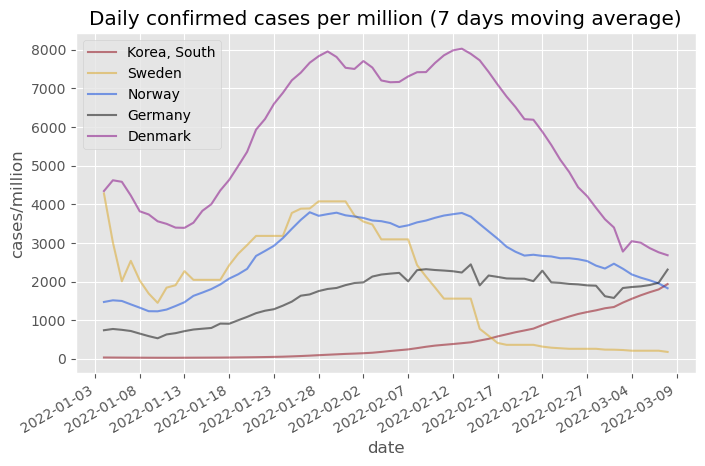 Daily confirmed cases per million (7 days moving average)
Korea, South
Sweden
Norway
Germany
Denmark
cases/million
8000
7000
6000
5000
4000
3000
2000
1000
0
2022-01-03
2022-01-08
2022-01-13
2022-01-18
2022-01-23
2022-01-28
2022-02-02
2022-02-07
2022-02-12
2022-02-17
2022-02-22
2022-02-27
2022-03-04
2022-03-09
date